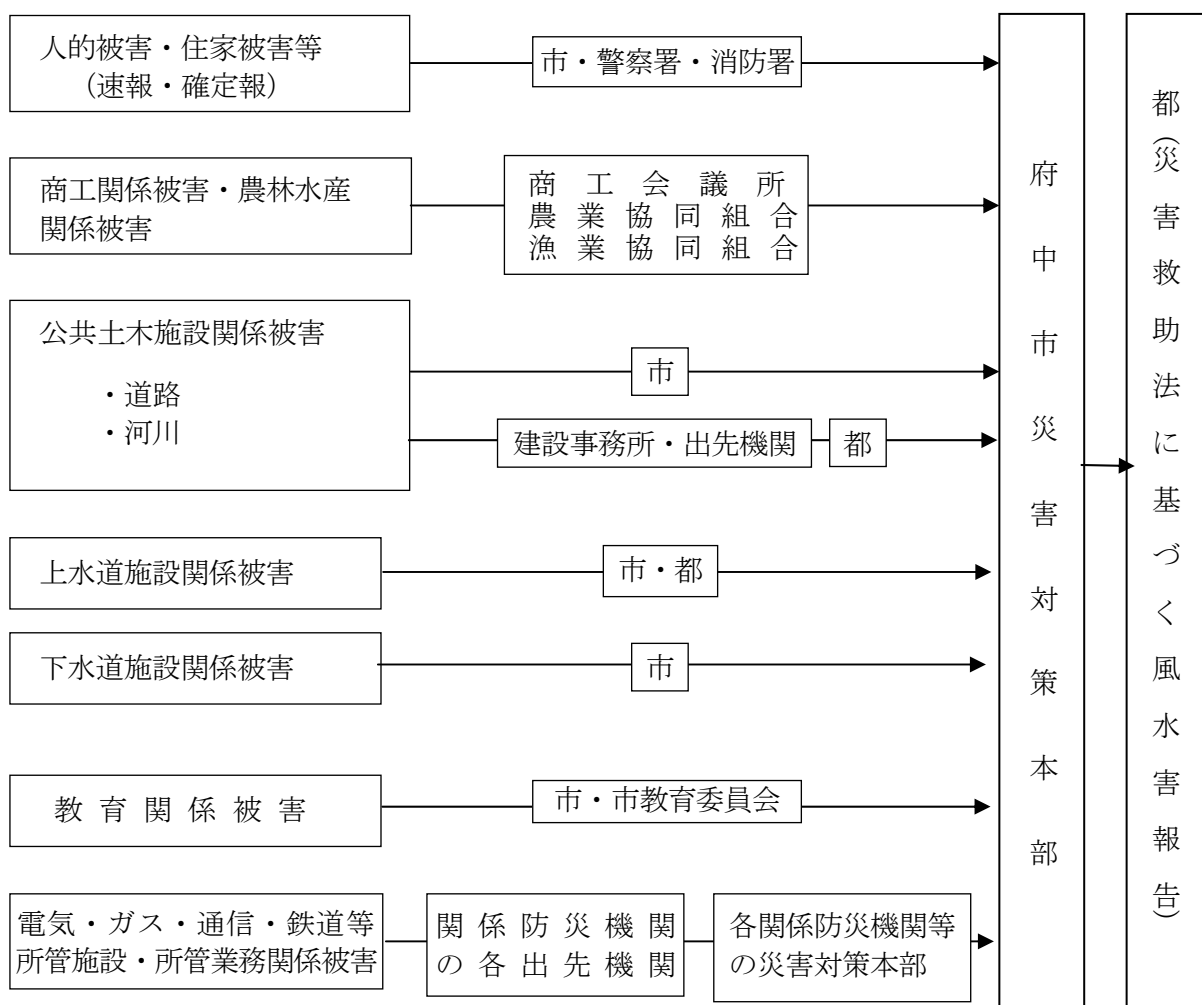 人的被害・住家被害等
（速報・確定報）
市・警察署・消防署
商工関係被害・農林水産
関係被害
商工会議所
農業協同組合
漁業協同組合
公共土木施設関係被害
・道路
・河川
市
建設事務所・出先機関
都
上水道施設関係被害
市・都
下水道施設関係被害
市
教育関係被害
市・市教育委員会
電気・ガス・通信・鉄道等
所管施設・所管業務関係被害
関係防災機関
の各出先機関
各関係防災機関等
の災害対策本部
府中市災害対策本部
都（災害救助法に基づく風水害報告）